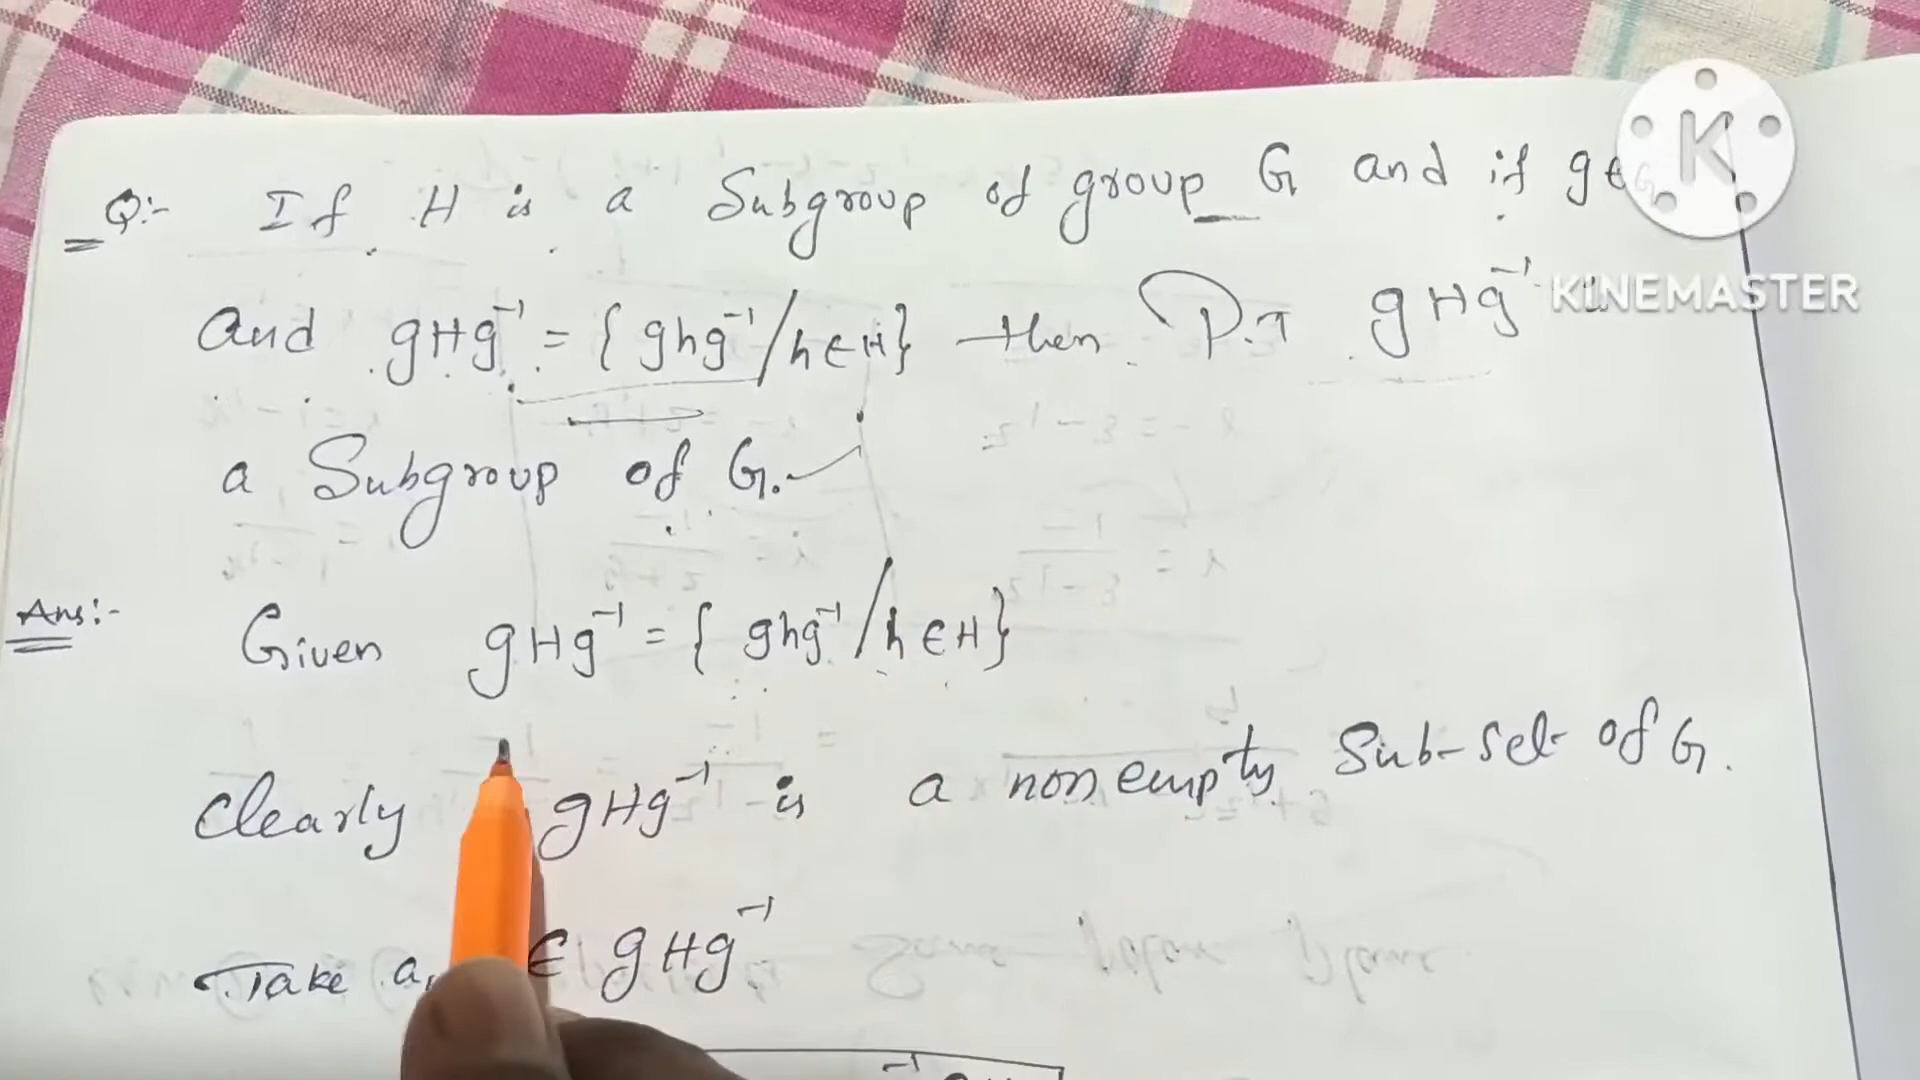 Q:- If H is a Subgroup of group G and if g∈G
And gHg⁻¹ = {ghg⁻¹/h∈H} then P.T gHg⁻¹
a Subgroup of G.
Ans:- Given gHg⁻¹ = {ghg⁻¹/h∈H}
Clearly gHg⁻¹ is a non empty Sub-set of G.
Take a, ∈ gHg⁻¹
K
KINEMASTER